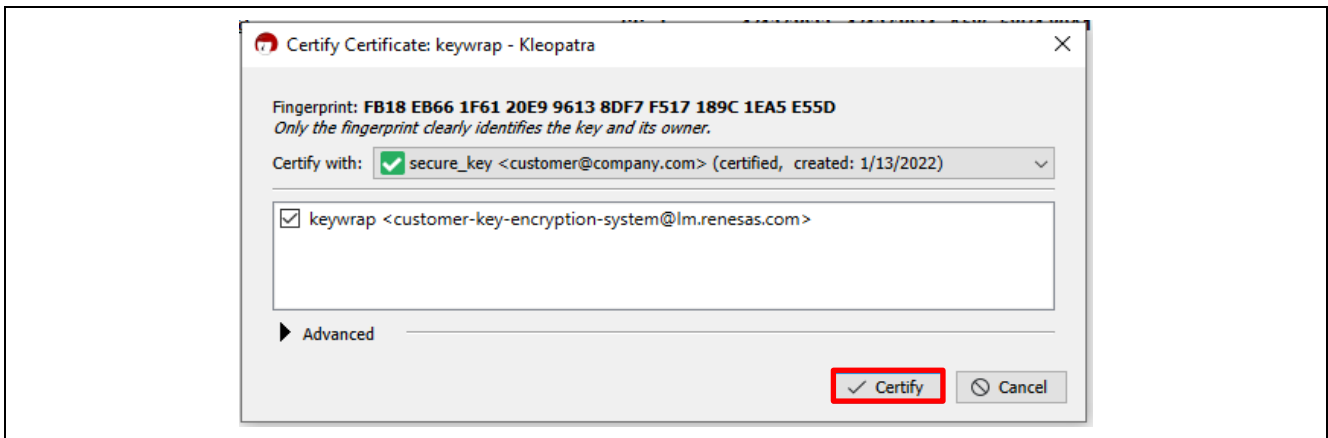 Certify Certificate: keywrap - Kleopatra
Fingerprint: FB18 EB66 1F61 20E9 9613 8DF7 F517 189C 1EA5 E55D
Only the fingerprint clearly identifies the key and its owner.
Certify with: secure_key <customer@company.com> (certified, created: 1/13/2022)
keywrap <customer-key-encryption-system@lm.renesas.com>
Advanced
Certify
Cancel